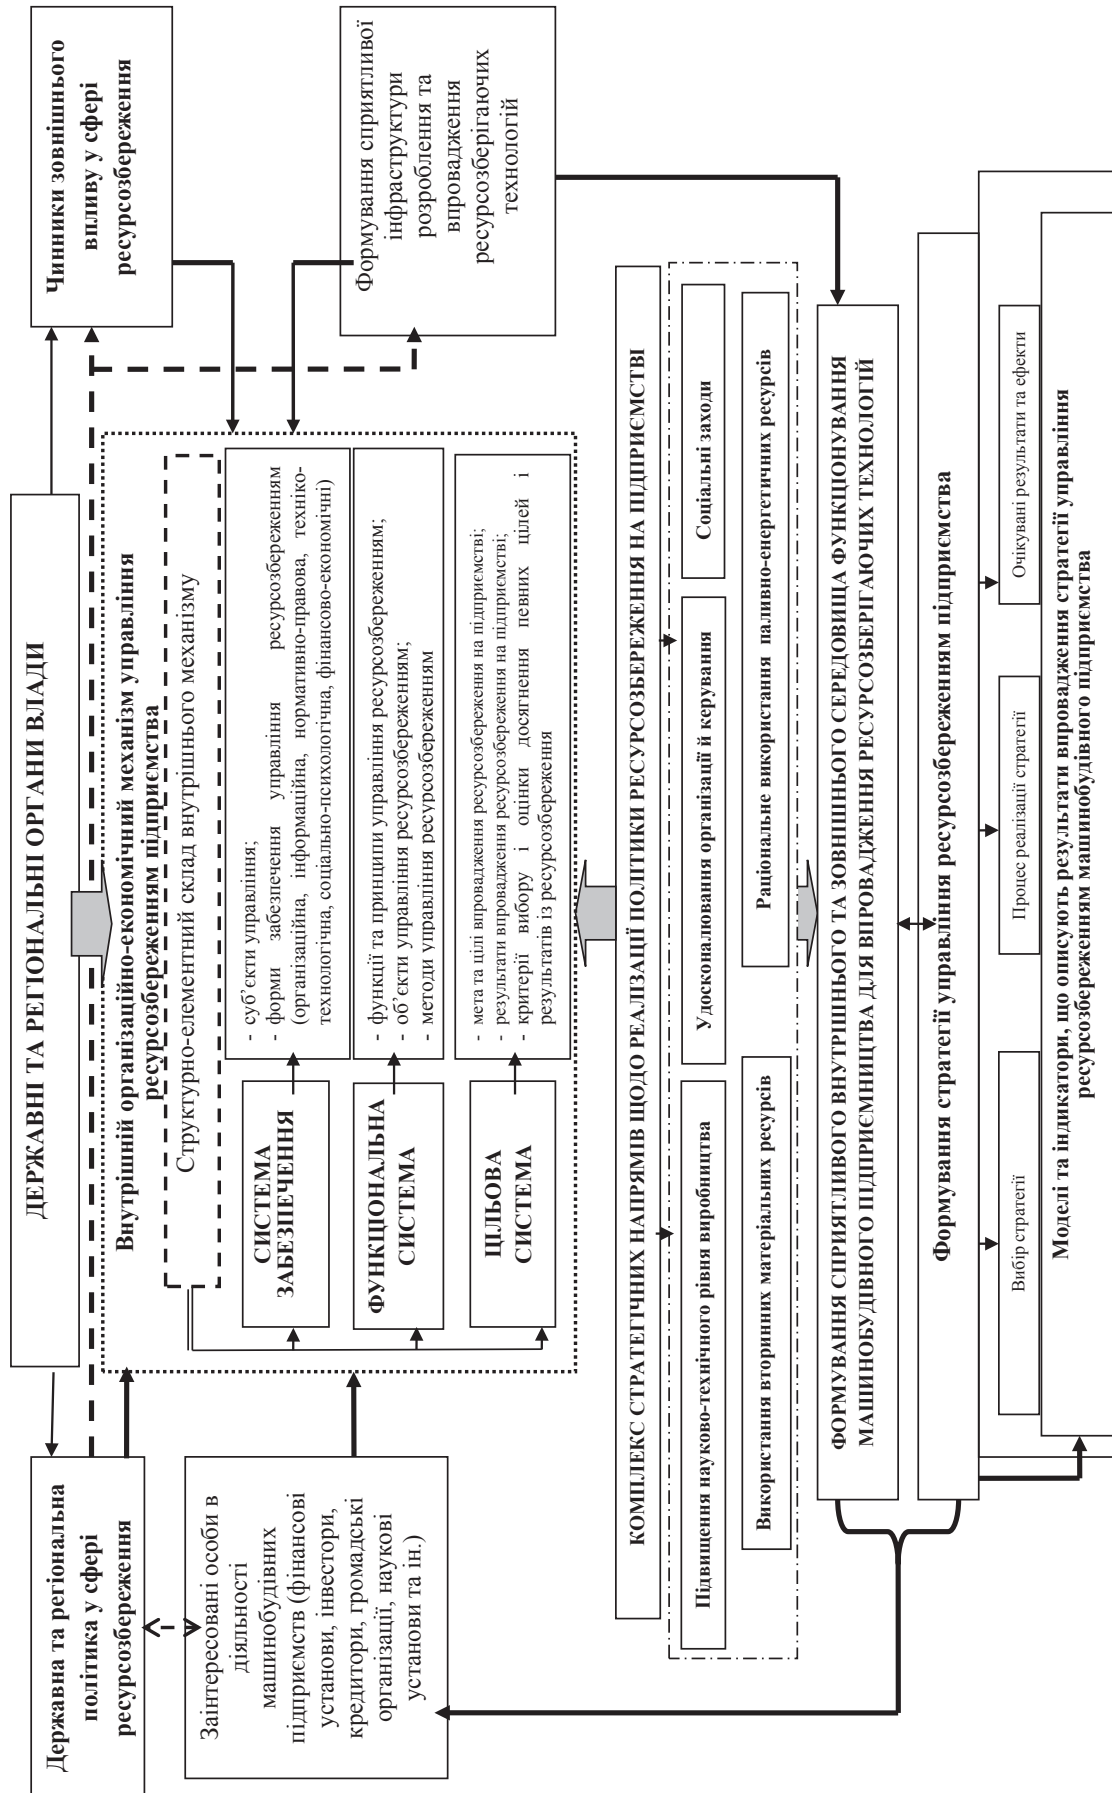 ДЕРЖАВНІ ТА РЕГІОНАЛЬНІ ОРГАНИ ВЛАДИ
Державна та регіональна
політика у сфері
ресурсозбереження
Заінтересовані особи в
діяльності
машинобудівних
підприємств (фінансові
установи, інвестори,
кредитори, громадські
організації, наукові
установи та ін.)
Внутрішній організаційно-економічний механізм управління
ресурсозбереженням підприємства
Структурно-елементний склад внутрішнього механізму
СИСТЕМА
ЗАБЕЗПЕЧЕННЯ
- суб’єкти управління;
- форми забезпечення управління ресурсозбереженням
(організаційна, інформаційна, нормативно-правова, техніко-
технологічна, соціально-психологічна, фінансово-економічні)
ФУНКЦІОНАЛЬНА
СИСТЕМА
- функції та принципи управління ресурсозбереженням;
- об’єкти управління ресурсозбереженням;
- методи управління ресурсозбереженням
ЦІЛЬОВА
СИСТЕМА
- мета та цілі впровадження ресурсозбереження на підприємстві;
- результати впровадження ресурсозбереження на підприємстві;
- критерії вибору і оцінки досягнення певних цілей і
результатів із ресурсозбереження
Чинники зовнішнього
впливу у сфері
ресурсозбереження
Формування сприятливої
інфраструктури
розроблення та
впровадження
ресурсозберігаючих
технологій
КОМПЛЕКС СТРАТЕГІЧНИХ НАПРЯМІВ ЩОДО РЕАЛІЗАЦІЇ ПОЛІТИКИ РЕСУРСОЗБЕРЕЖЕННЯ НА ПІДПРИЄМСТВІ
Підвищення науково-технічного рівня виробництва
Удосконалювання організації й керування
Соціальні заходи
Використання вторинних матеріальних ресурсів
Раціональне використання паливно-енергетичних ресурсів
ФОРМУВАННЯ СПРИЯТЛИВОГО ВНУТРІШНЬОГО ТА ЗОВНІШНЬОГО СЕРЕДОВИЩА ФУНКЦІОНУВАННЯ
МАШИНОБУДІВНОГО ПІДПРИЄМНИЦТВА ДЛЯ ВПРОВАДЖЕННЯ РЕСУРСОЗБЕРІГАЮЧИХ ТЕХНОЛОГІЙ
Формування стратегії управління ресурсозбереженням підприємства
Вибір стратегії
Процес реалізації стратегії
Очікувані результати та ефекти
Моделі та індикатори, що описують результати впровадження стратегії управління
ресурсозбереженням машинобудівного підприємства